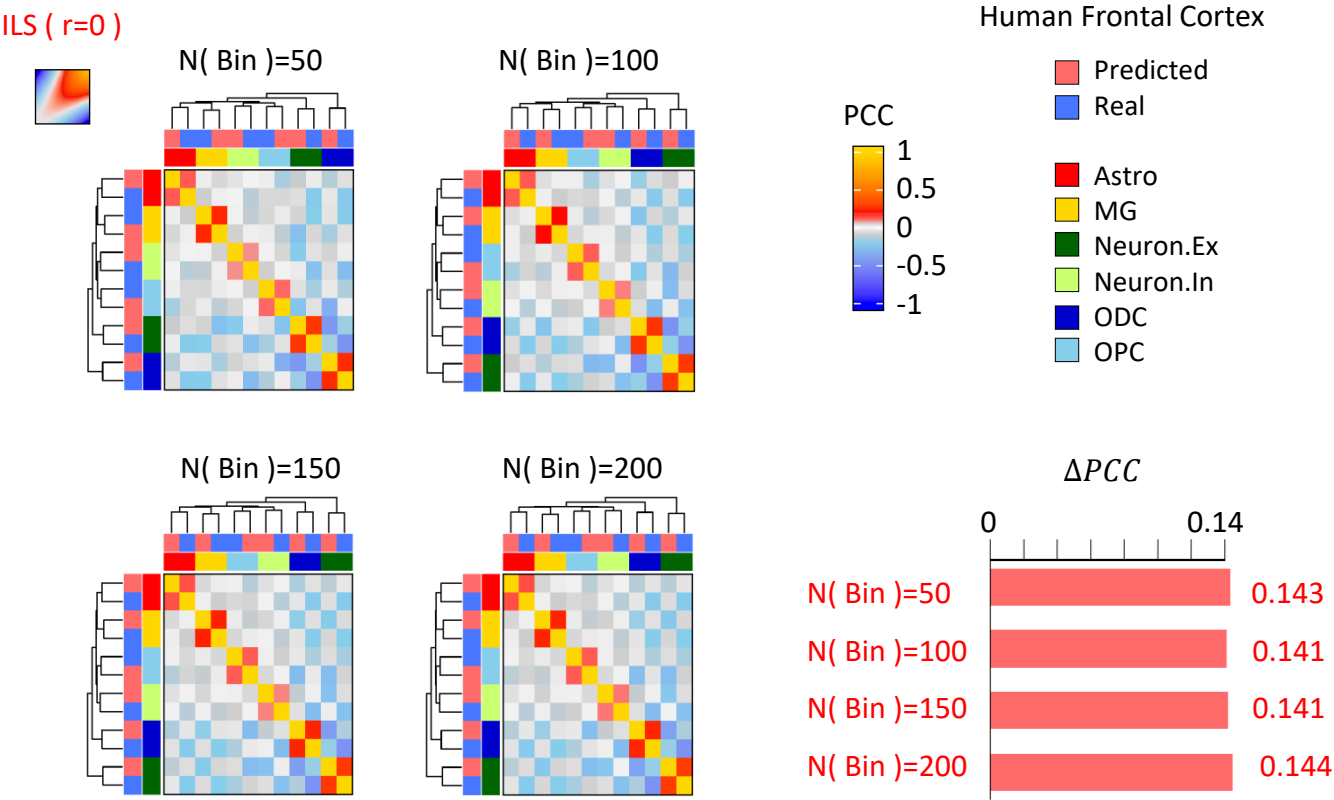 ILS ( r=0 )
Human Frontal Cortex
N( Bin )=50
N( Bin )=100
Predicted
Real
PCC
1
0.5
0
-0.5
-1
Astro
MG
Neuron.Ex
Neuron.In
ODC
OPC
N( Bin )=150
N( Bin )=200
ΔPCC
0 0.14
N( Bin )=50 0.143
N( Bin )=100 0.141
N( Bin )=150 0.141
N( Bin )=200 0.144